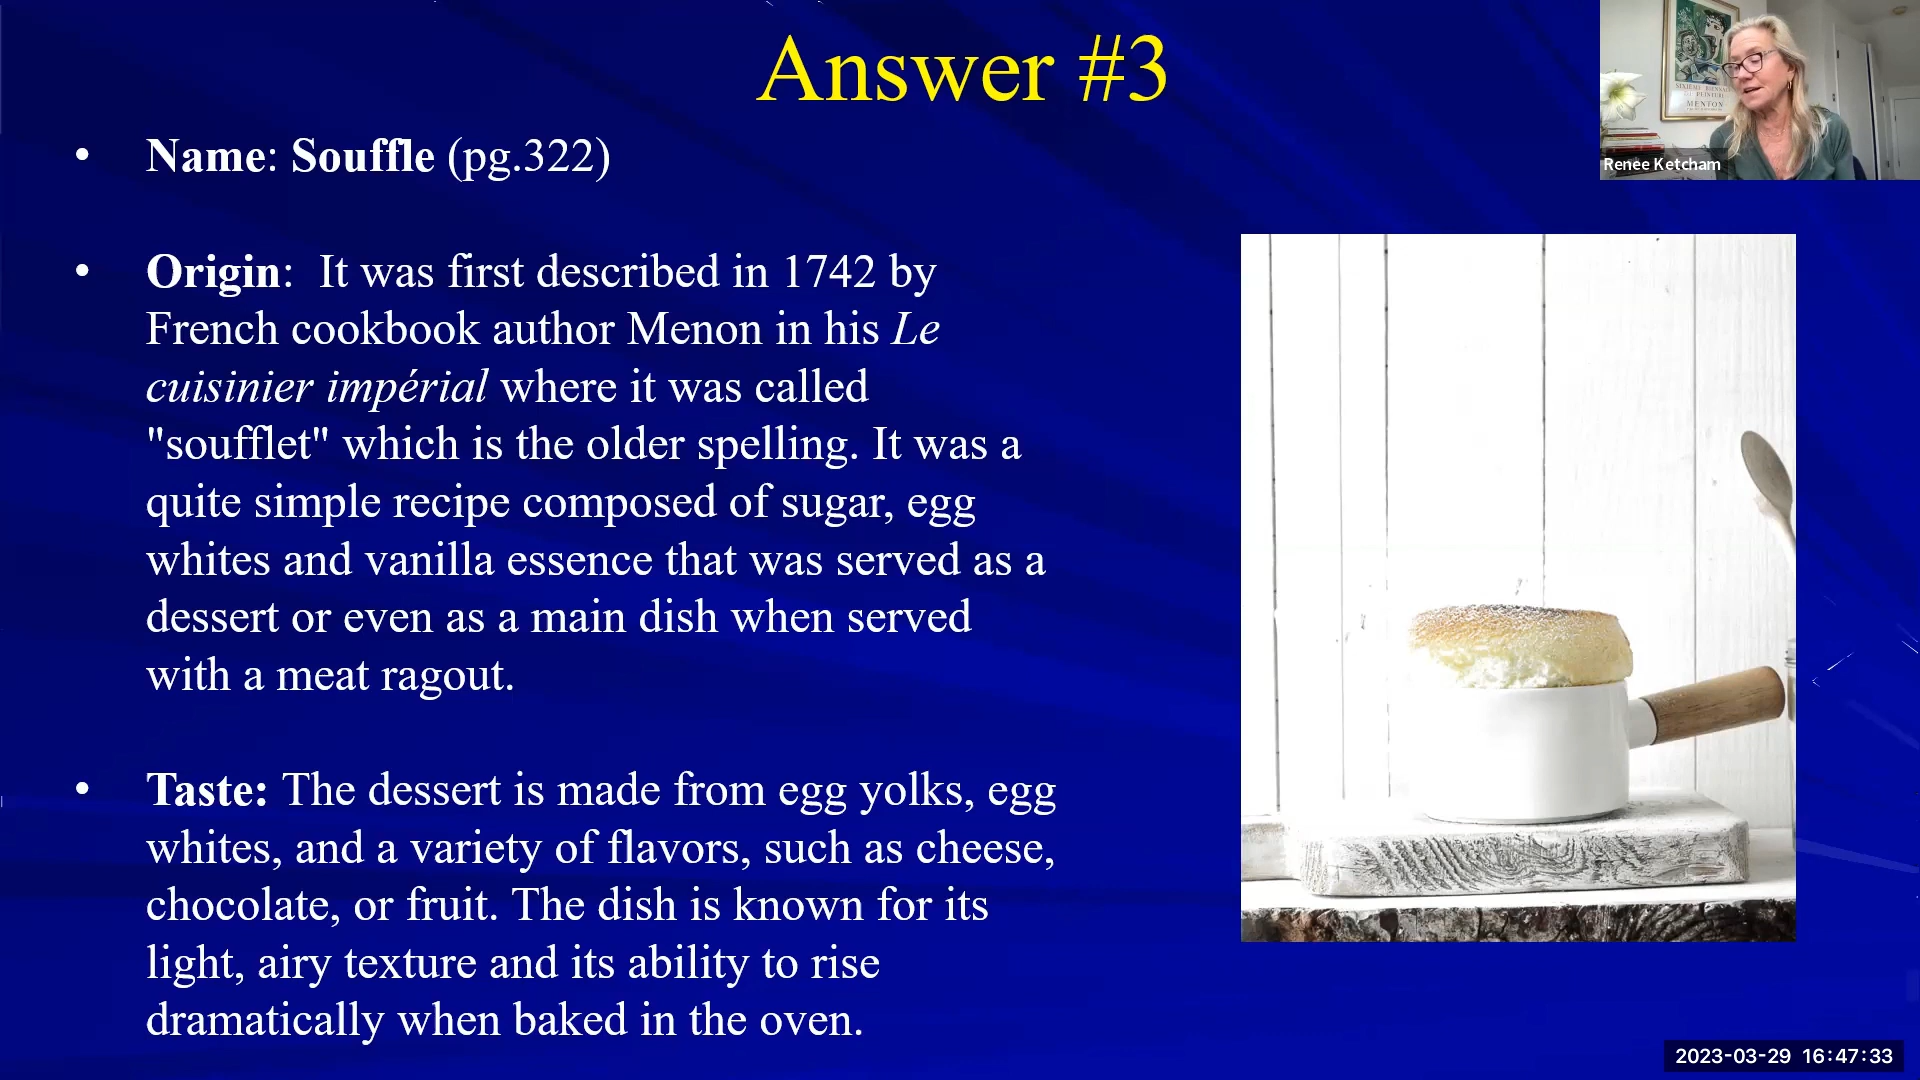 Answer #3
• Name: Souffle (pg.322)
• Origin:  It was first described in 1742 by
French cookbook author Menon in his Le
cuisinier impérial where it was called
"soufflet" which is the older spelling. It was a
quite simple recipe composed of sugar, egg
whites and vanilla essence that was served as a
dessert or even as a main dish when served
with a meat ragout.
• Taste: The dessert is made from egg yolks, egg
whites, and a variety of flavors, such as cheese,
chocolate, or fruit. The dish is known for its
light, airy texture and its ability to rise
dramatically when baked in the oven.
MENTON
Renee Ketcham
2023-03-29 16:47:33